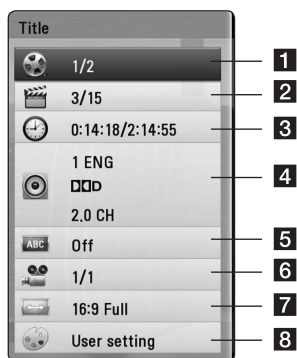 Title
1/2 1
3/15 2
0:14:18/2:14:55 3
1 ENG
D 4
2.0 CH
ABC Off 5
1/1 6
16:9 Full 7
User setting 8